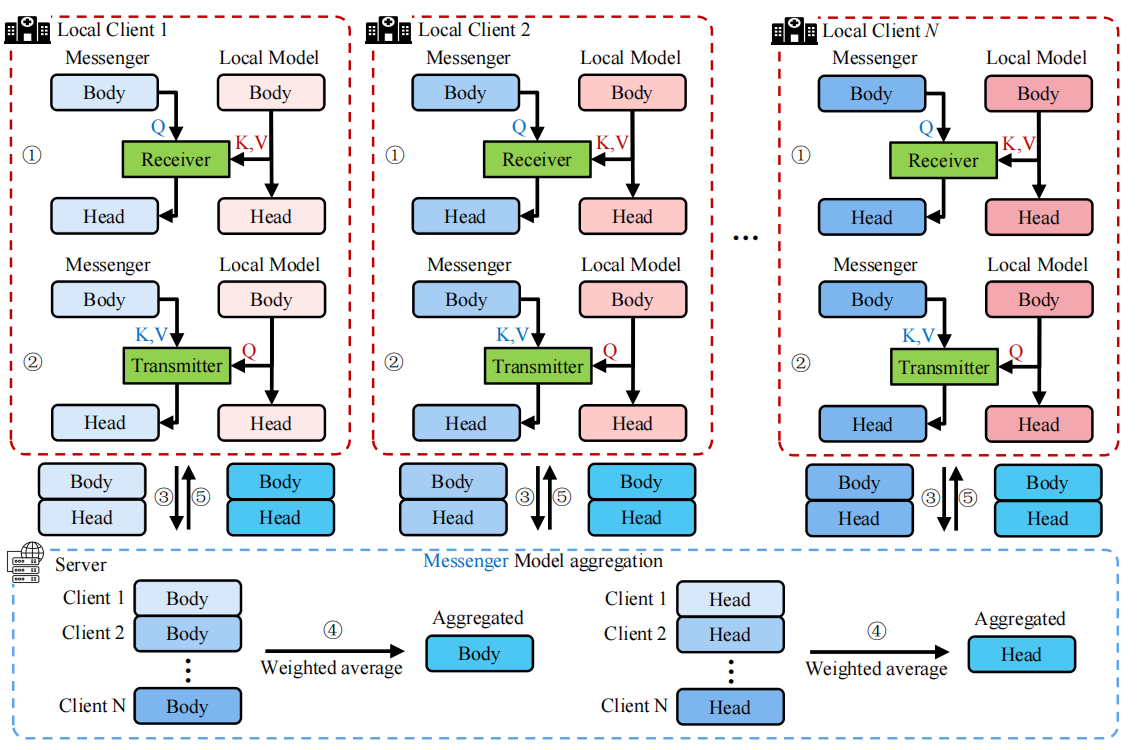 Local Client 1
Local Client 2
Local Client N
Messenger
Local Model
Messenger
Local Model
Messenger
Local Model
Body
Body
Body
Body
Body
Body
Q
K,V
Q
K,V
Q
K,V
①
Receiver
①
Receiver
①
Receiver
Head
Head
Head
Head
Head
Head
...
Messenger
Local Model
Messenger
Local Model
Messenger
Local Model
Body
Body
Body
Body
Body
Body
K,V
Q
K,V
Q
K,V
Q
②
Transmitter
②
Transmitter
②
Transmitter
Head
Head
Head
Head
Head
Head
Body
Head
③
⑤
Body
Head
Body
Head
③
⑤
Body
Head
Body
Head
③
⑤
Body
Head
Server
Messenger Model aggregation
Client 1
Body
Client 2
Body
Client N
Body
④
Weighted average
Aggregated
Body
Client 1
Head
Client 2
Head
Client N
Head
④
Weighted average
Aggregated
Head